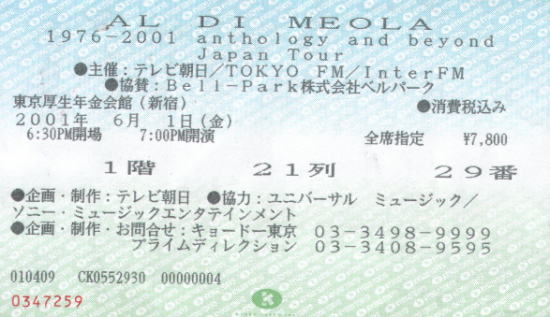 AL DI MEOLA
1976-2001 anthology and beyond
Japan Tour
●主催：テレビ朝日／TOKYO FM／InterFM
●協賛：Bell-Park株式会社ベルパーク
東京厚生年金会館（新宿） ●消費税込み
2001年 6月 1日（金）
6:30PM開場 7:00PM開演 全席指定 ¥7,800
1階 21列 29番
●企画・制作：テレビ朝日 ●協力：ユニバーサル ミュージック／
ソニー・ミュージックエンタテインメント
●企画・制作・お問合せ：キョードー東京 03-3498-9999
プライムディレクション 03-3408-9595
010409 CK0552930 00000004
0347259
K